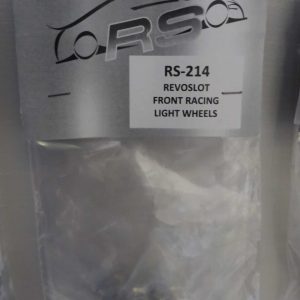 RS
RS-214
REVOSLOT
FRONT RACING
LIGHT WHEELS